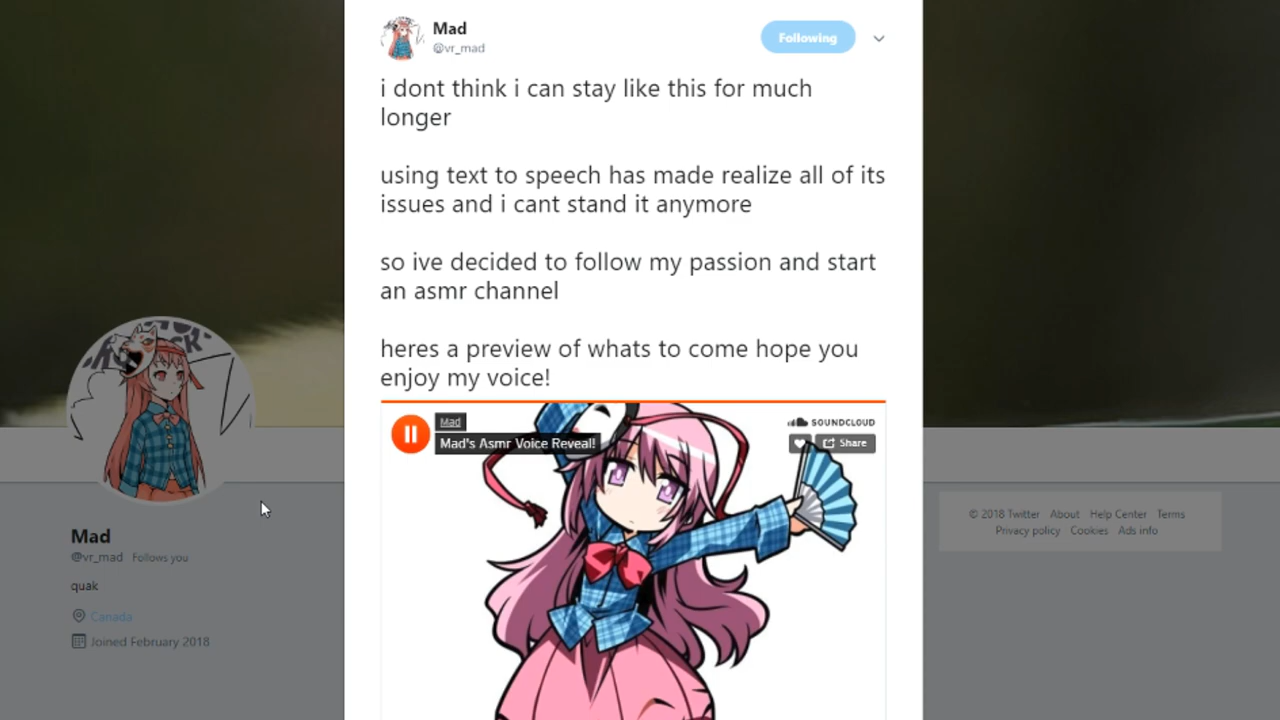 Mad
@vr_mad
Following
i dont think i can stay like this for much
longer
using text to speech has made realize all of its
issues and i cant stand it anymore
so ive decided to follow my passion and start
an asmr channel
heres a preview of whats to come hope you
enjoy my voice!
Mad
Mad's Asmr Voice Reveal!
SOUNDCLOUD
Share
Mad
@vr_mad Follows you
quak
Canada
Joined February 2018
© 2018 Twitter About Help Center Terms
Privacy policy Cookies Ads info